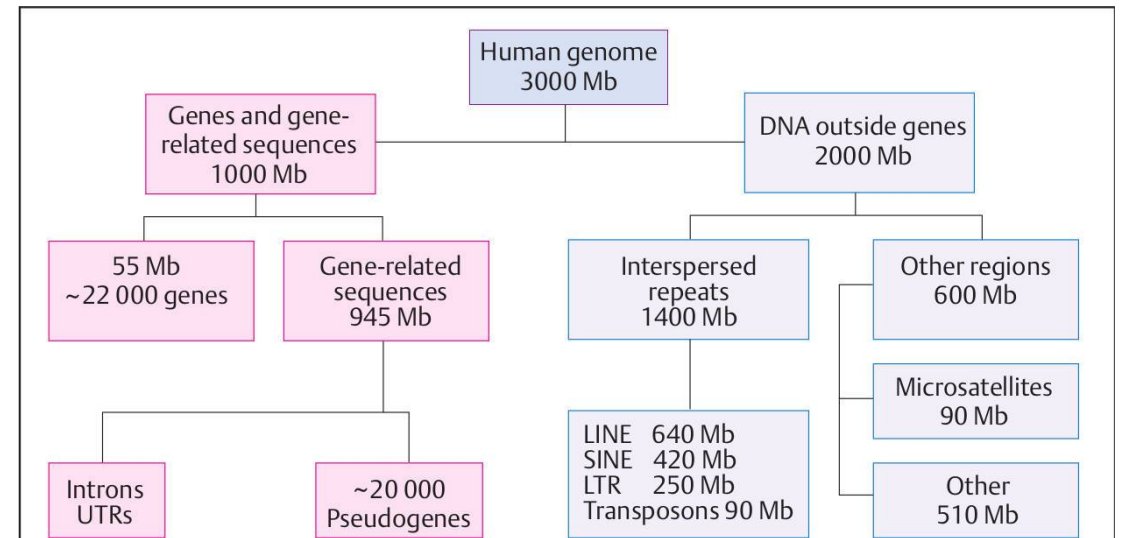 Human genome
3000 Mb
Genes and gene-
related sequences
1000 Mb
DNA outside genes
2000 Mb
55 Mb
~22 000 genes
Gene-related
sequences
945 Mb
Interspersed
repeats
1400 Mb
Other regions
600 Mb
Microsatellites
90 Mb
LINE 640 Mb
SINE 420 Mb
LTR 250 Mb
Transposons 90 Mb
Introns
UTRs
~20 000
Pseudogenes
Other
510 Mb